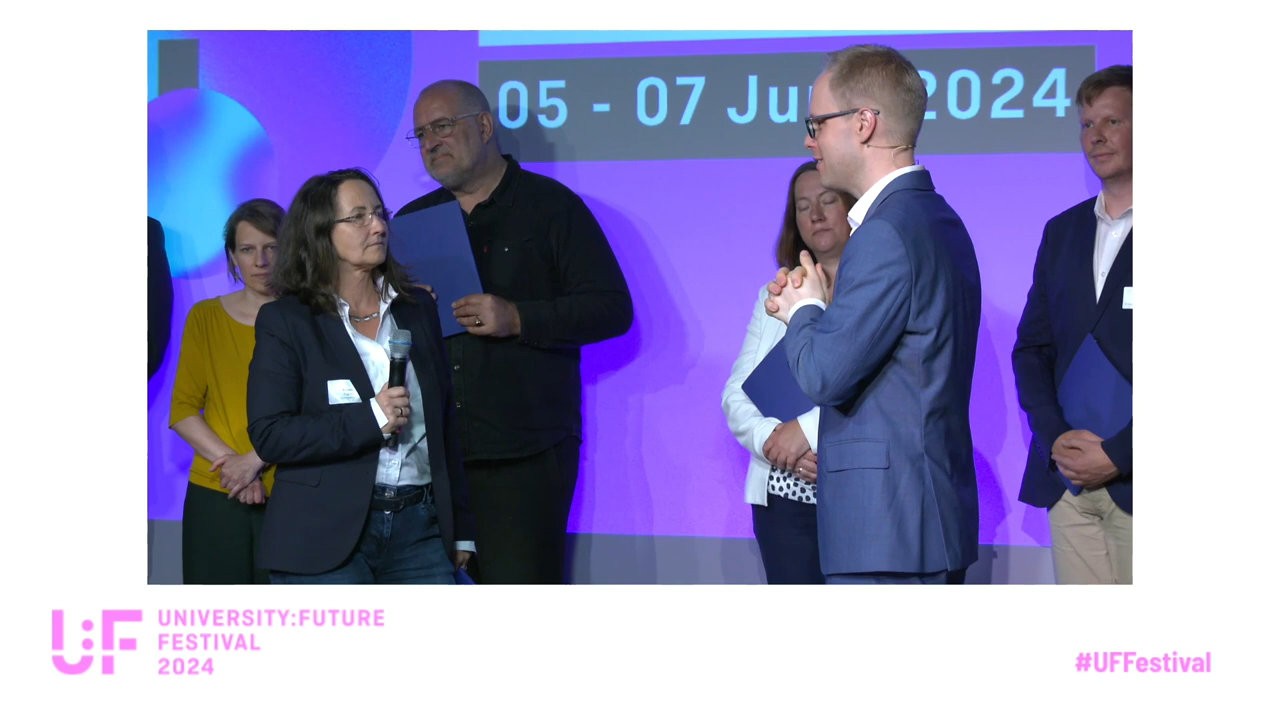 05 - 07 Ju 2024
UNIVERSITY:FUTURE
FESTIVAL
2024
U:F
#UFFestival